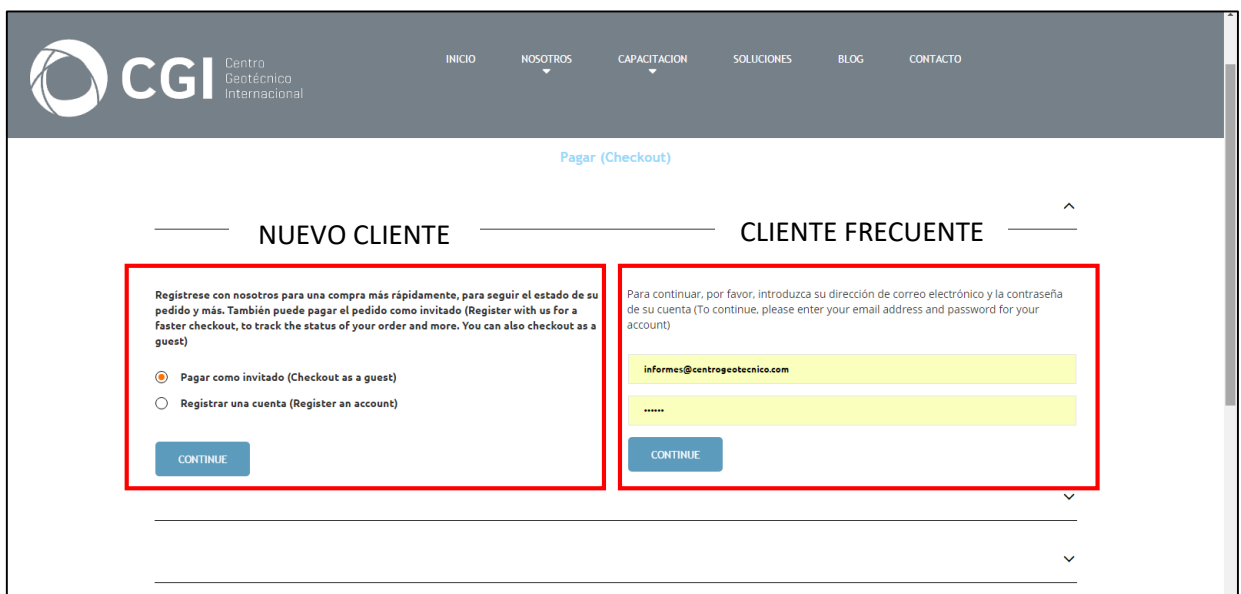 CGI
Centro
Geotécnico
Internacional
INICIO
NOSOTROS
CAPACITACION
SOLUCIONES
BLOG
CONTACTO
Pagar (Checkout)
NUEVO CLIENTE
Regístrese con nosotros para una compra más rápidamente, para seguir el estado de su
pedido y más. También puede pagar el pedido como invitado (Register with us for a
faster checkout, to track the status of your order and more. You can also checkout as a
guest)
Pagar como invitado (Checkout as a guest)
Registrar una cuenta (Register an account)
CONTINUE
CLIENTE FRECUENTE
Para continuar, por favor, introduzca su dirección de correo electrónico y la contraseña
de su cuenta (To continue, please enter your email address and password for your
account)
informes@centrogeotecnico.com
••••••
CONTINUE